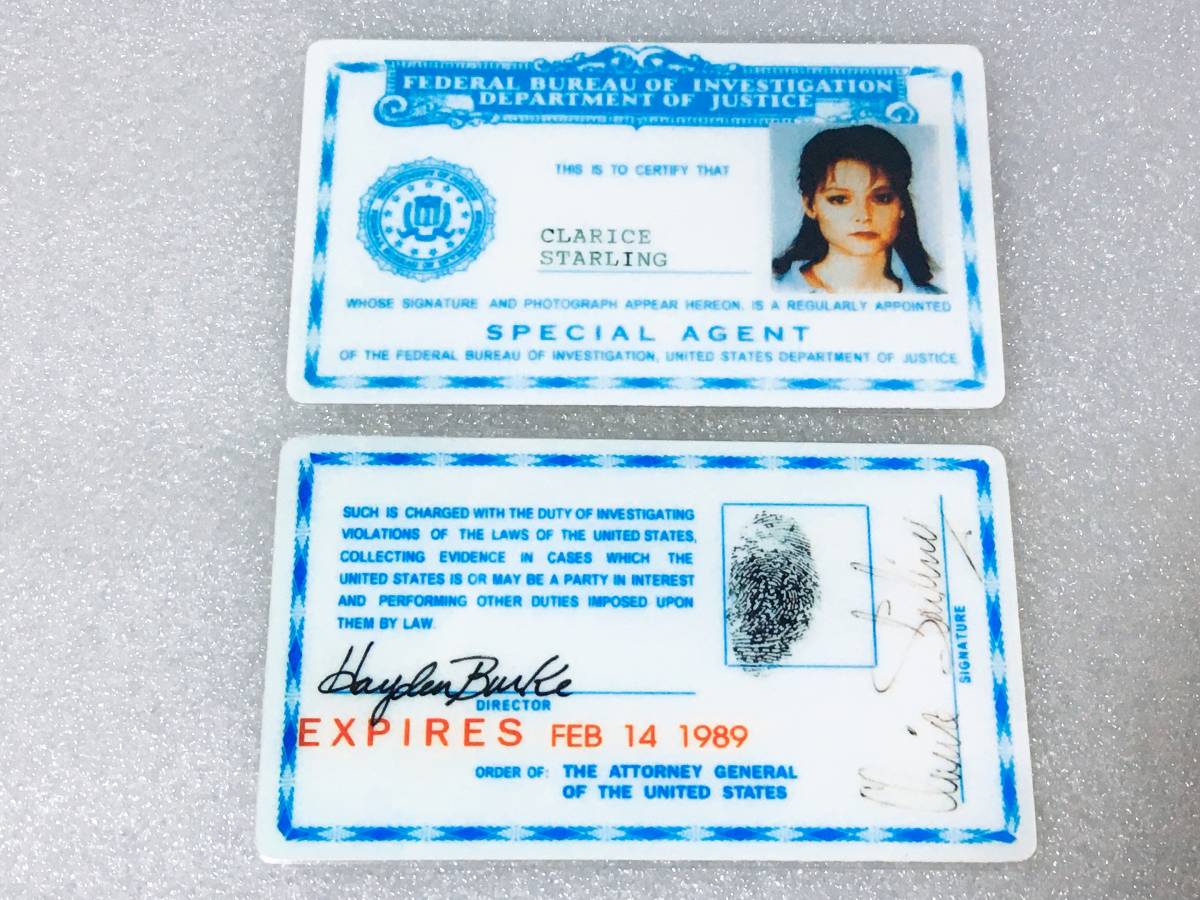 FEDERAL BUREAU OF INVESTIGATION
DEPARTMENT OF JUSTICE
THIS IS TO CERTIFY THAT
CLARICE
STARLING
WHOSE SIGNATURE AND PHOTOGRAPH APPEAR HEREON, IS A REGULARLY APPOINTED
SPECIAL AGENT
OF THE FEDERAL BUREAU OF INVESTIGATION, UNITED STATES DEPARTMENT OF JUSTICE
SUCH IS CHARGED WITH THE DUTY OF INVESTIGATING
VIOLATIONS OF THE LAWS OF THE UNITED STATES,
COLLECTING EVIDENCE IN CASES WHICH THE
UNITED STATES IS OR MAY BE A PARTY IN INTEREST
AND PERFORMING OTHER DUTIES IMPOSED UPON
THEM BY LAW.
Hayden Burke
DIRECTOR
EXPIRES FEB 14 1989
ORDER OF: THE ATTORNEY GENERAL
OF THE UNITED STATES
Clarice Starling
SIGNATURE